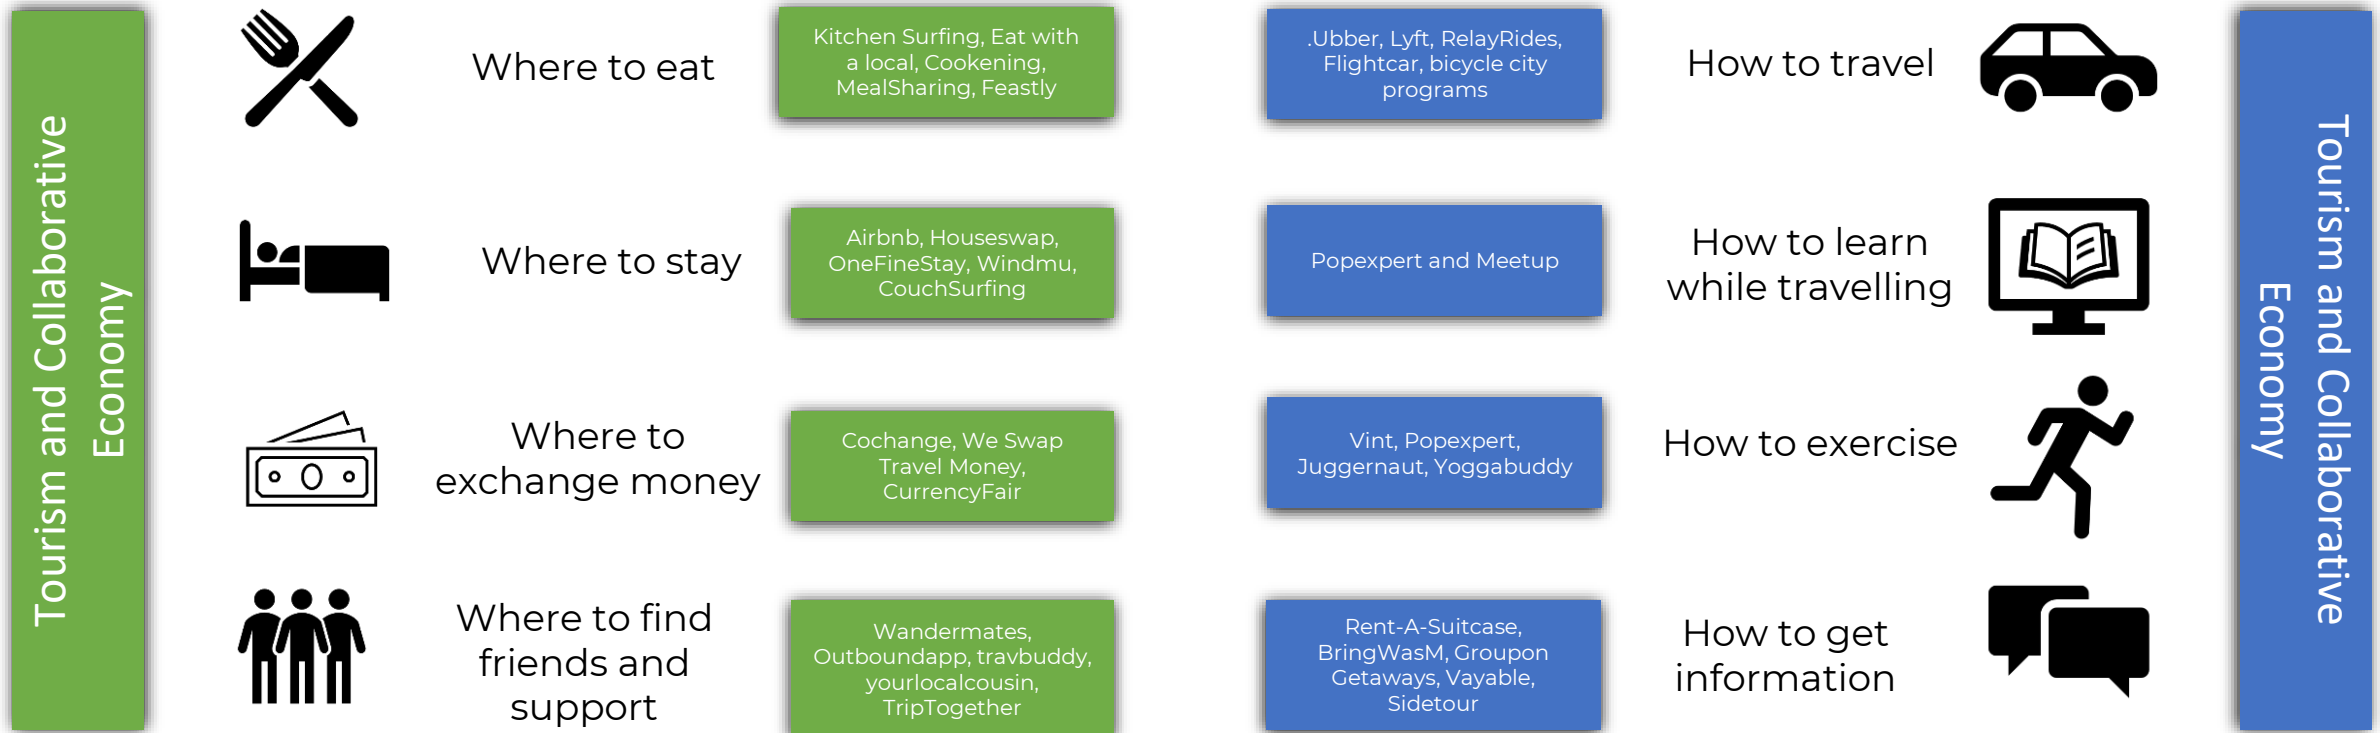 Tourism and Collaborative
Economy
Where to eat
Kitchen Surfing, Eat with
a local, Cookening,
MealSharing, Feastly
Where to stay
Airbnb, Houseswap,
OneFineStay, Windmu,
CouchSurfing
Where to
exchange money
Cochange, We Swap
Travel Money,
CurrencyFair
Where to find
friends and
support
Wandermates,
Outboundapp, travbuddy,
yourlocalcousin,
TripTogether
.Ubber, Lyft, RelayRides,
Flightcar, bicycle city
programs
How to travel
Popexpert and Meetup
How to learn
while travelling
Vint, Popexpert,
Juggernaut, Yoggabuddy
How to exercise
Rent-A-Suitcase,
BringWasM, Groupon
Getaways, Vayable,
Sidetour
How to get
information
Tourism and Collaborative
Economy